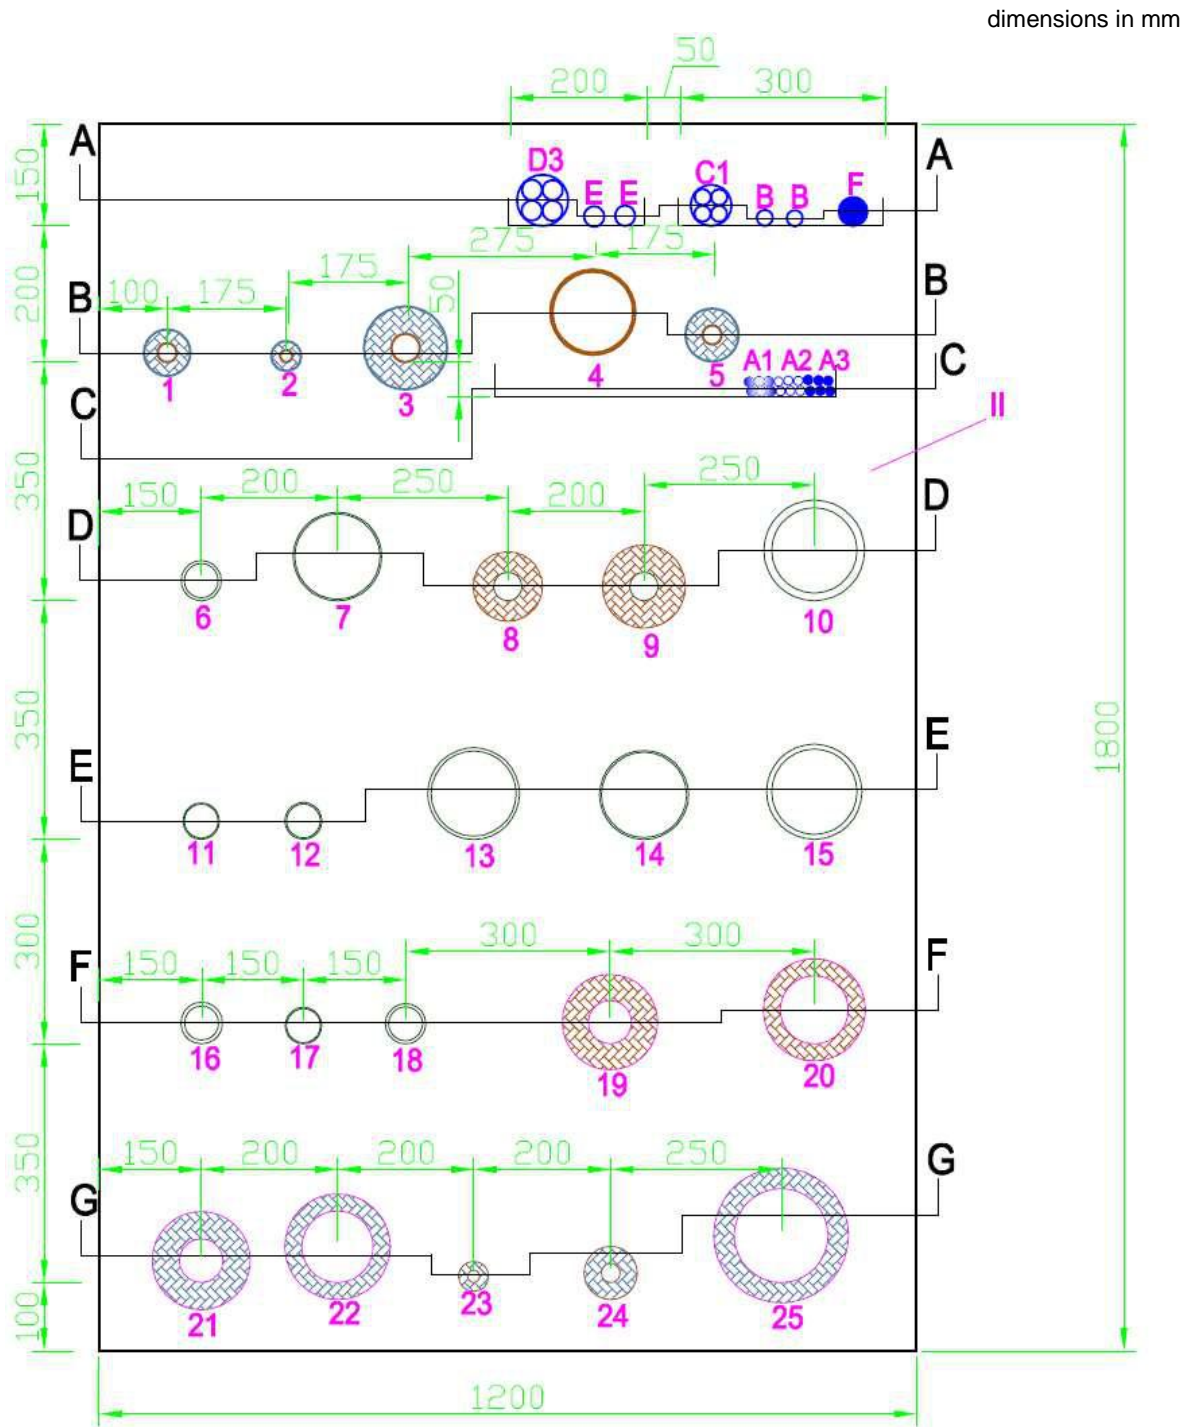 dimensions in mm
50
200 300
A D3 E E C1 B B F A
150
275 175
175
100 175 50
200
B B
1 2 3 4 5 A1 A2 A3 C
C
II
350
150 200 250 200 250
D D
6 7 8 9 10
350
1800
E E
11 12 13 14 15
300
300 300
150 150 150
F F
16 17 18 19 20
350
150 200 200 200 250
G G
21 22 23 24 25
100
1200